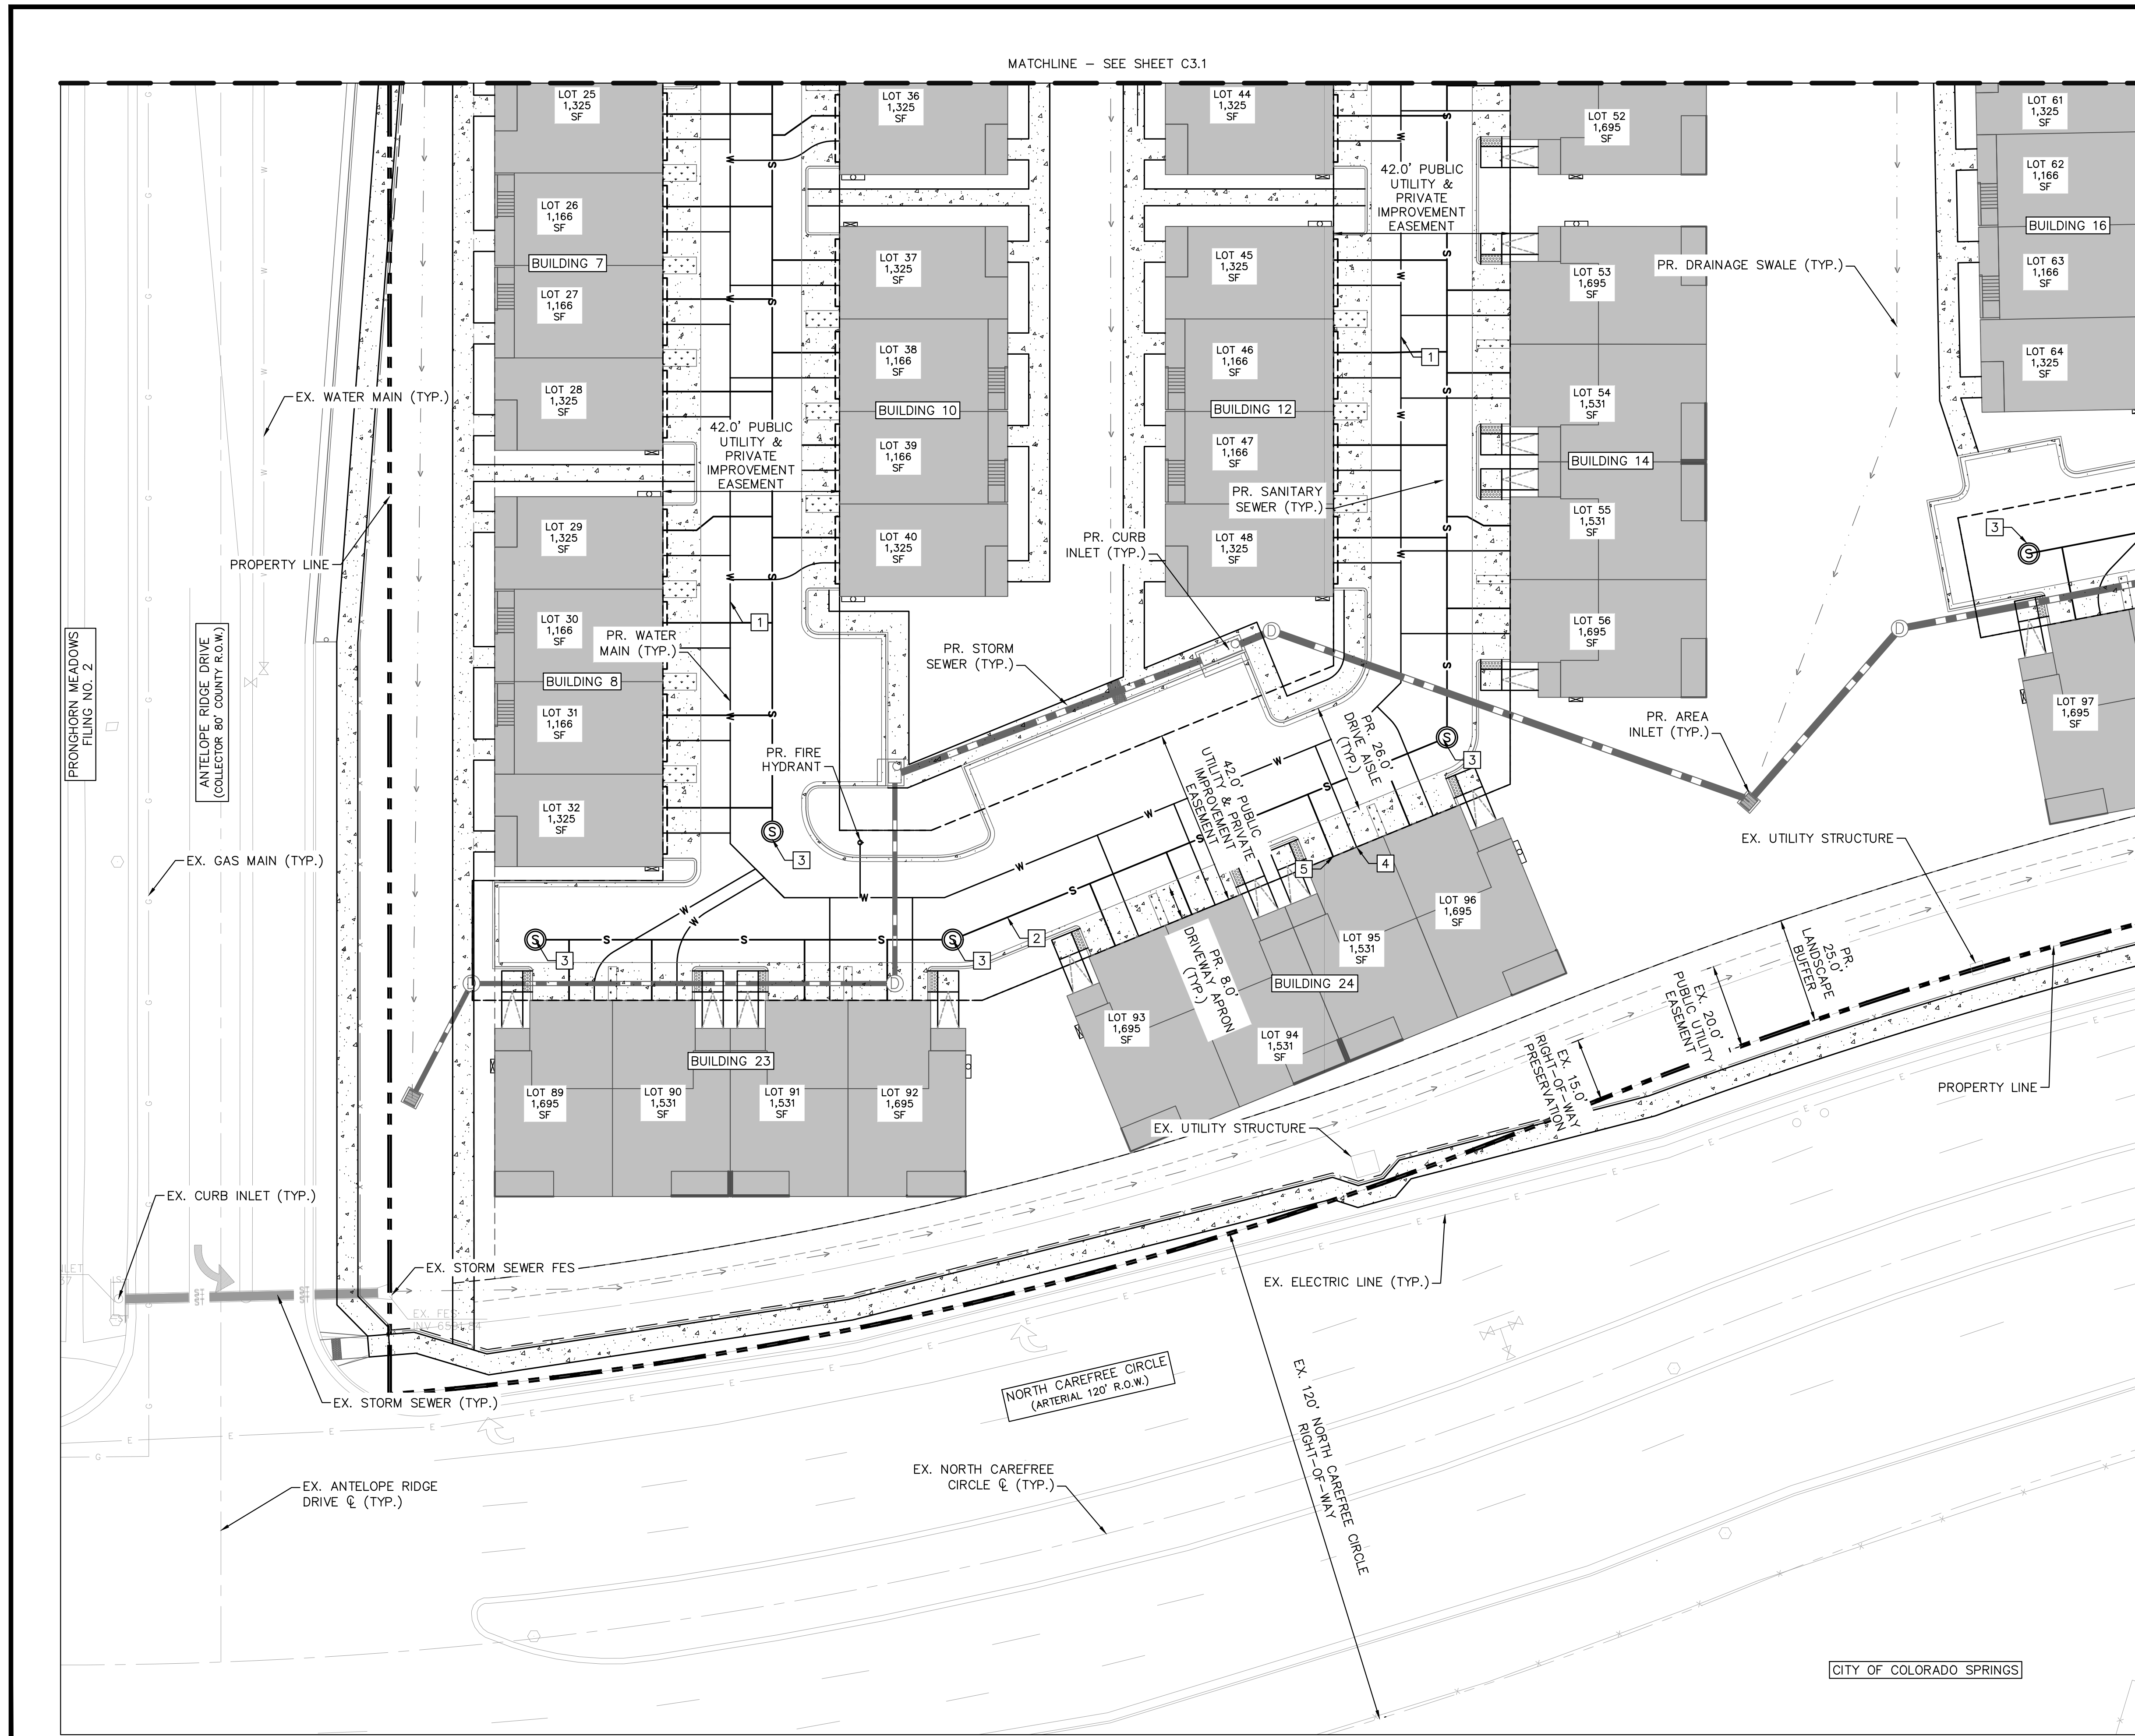 MATCHLINE – SEE SHEET C3.1
LOT 25
1,325
SF
LOT 26
1,166
SF
BUILDING 7
LOT 27
1,166
SF
LOT 28
1,325
SF
LOT 29
1,325
SF
LOT 30
1,166
SF
BUILDING 8
LOT 31
1,166
SF
LOT 32
1,325
SF
LOT 36
1,325
SF
LOT 37
1,325
SF
LOT 38
1,166
SF
BUILDING 10
LOT 39
1,166
SF
LOT 40
1,325
SF
LOT 44
1,325
SF
LOT 45
1,325
SF
LOT 46
1,166
SF
BUILDING 12
LOT 47
1,166
SF
LOT 48
1,325
SF
LOT 52
1,695
SF
LOT 53
1,695
SF
LOT 54
1,531
SF
BUILDING 14
LOT 55
1,531
SF
LOT 56
1,695
SF
LOT 61
1,325
SF
LOT 62
1,166
SF
BUILDING 16
LOT 63
1,166
SF
LOT 64
1,325
SF
LOT 97
1,695
SF
42.0' PUBLIC
UTILITY &
PRIVATE
IMPROVEMENT
EASEMENT
42.0' PUBLIC
UTILITY &
PRIVATE
IMPROVEMENT
EASEMENT
PR. DRAINAGE SWALE (TYP.)
EX. WATER MAIN (TYP.)
PROPERTY LINE
PRONGHORN MEADOWS
FILING NO. 2
ANTELOPE RIDGE DRIVE
(COLLECTOR 80' COUNTY R.O.W.)
PR. SANITARY
SEWER (TYP.)
PR. CURB
INLET (TYP.)
PR. WATER
MAIN (TYP.)
PR. STORM
SEWER (TYP.)
PR. FIRE
HYDRANT
PR. 26.0'
DRIVE AISLE
(TYP.)
42.0' PUBLIC
UTILITY & PRIVATE
IMPROVEMENT
EASEMENT
PR. AREA
INLET (TYP.)
EX. UTILITY STRUCTURE
EX. GAS MAIN (TYP.)
1
1
2
3
3
3
3
3
4
5
PR. 8.0'
DRIVEWAY APRON
(TYP.)
LOT 93
1,695
SF
LOT 94
1,531
SF
LOT 95
1,531
SF
LOT 96
1,695
SF
BUILDING 24
BUILDING 23
LOT 89
1,695
SF
LOT 90
1,531
SF
LOT 91
1,531
SF
LOT 92
1,695
SF
PR.
25.0'
LANDSCAPE
BUFFER
EX. 20.0'
PUBLIC UTILITY
EASEMENT
EX. 15.0'
RIGHT–OF–WAY
PRESERVATION
PROPERTY LINE
EX. UTILITY STRUCTURE
EX. CURB INLET (TYP.)
EX. STORM SEWER FES
EX. FES
EX. STORM SEWER (TYP.)
EX. ELECTRIC LINE (TYP.)
NORTH CAREFREE CIRCLE
(ARTERIAL 120' R.O.W.)
EX. 120' NORTH CAREFREE CIRCLE
RIGHT–OF–WAY
EX. NORTH CAREFREE
CIRCLE ℄ (TYP.)
EX. ANTELOPE RIDGE
DRIVE ℄ (TYP.)
CITY OF COLORADO SPRINGS